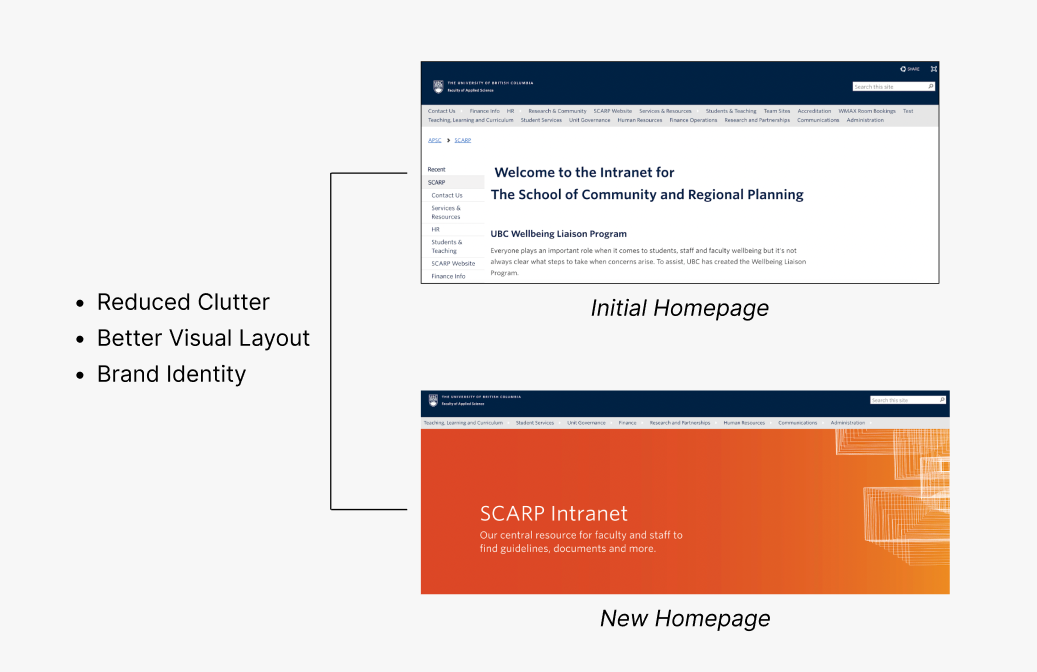 SHARE
THE UNIVERSITY OF BRITISH COLUMBIA
Faculty of Applied Science
Search this site
Contact Us Finance Info HR Research & Community SCARP Website Services & Resources Students & Teaching Team Sites Accreditation WMAX Room Bookings Test
Teaching, Learning and Curriculum Student Services Unit Governance Human Resources Finance Operations Research and Partnerships Communications Administration
APSC SCARP
Recent
SCARP
Contact Us
Services &
Resources
HR
Students &
Teaching
SCARP Website
Finance Info
Welcome to the Intranet for
The School of Community and Regional Planning
UBC Wellbeing Liaison Program
Everyone plays an important role when it comes to students, staff and faculty wellbeing but it's not
always clear what steps to take when concerns arise. To assist, UBC has created the Wellbeing Liaison
Program.
Initial Homepage
• Reduced Clutter
• Better Visual Layout
• Brand Identity
THE UNIVERSITY OF BRITISH COLUMBIA
Faculty of Applied Science
Search this site
Teaching, Learning and Curriculum Student Services Unit Governance Finance Research and Partnerships Human Resources Communications Administration
SCARP Intranet
Our central resource for faculty and staff to
find guidelines, documents and more.
New Homepage